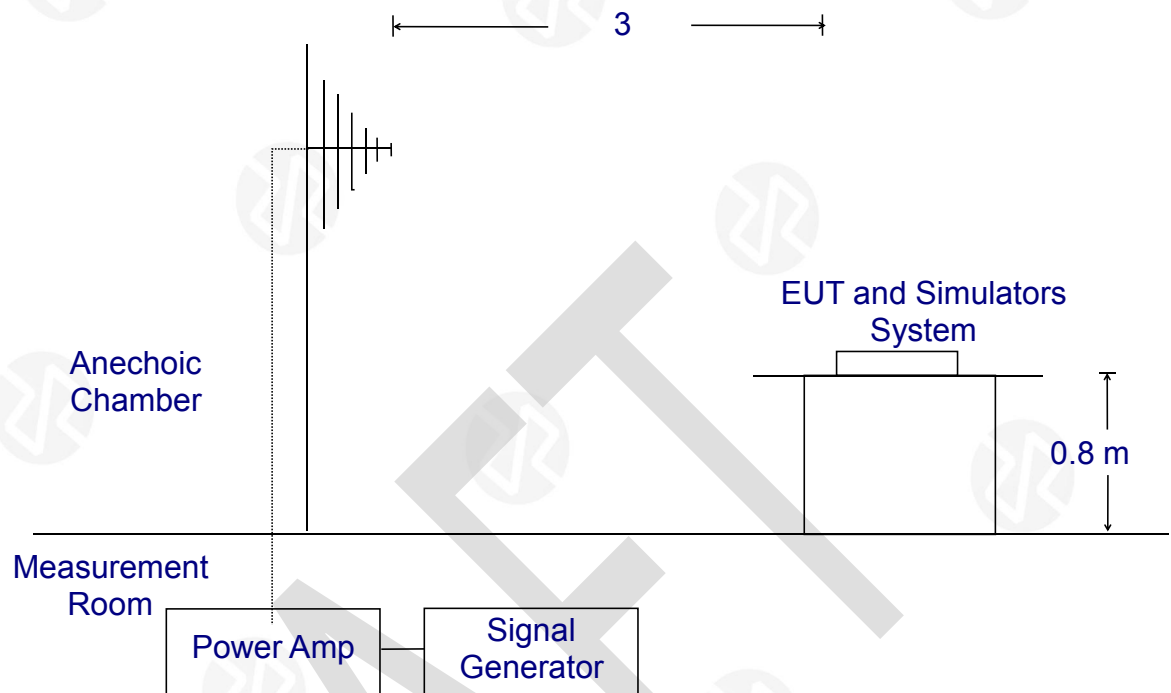 3
EUT and Simulators
System
Anechoic
Chamber
0.8 m
Measurement
Room
Power Amp
Signal
Generator